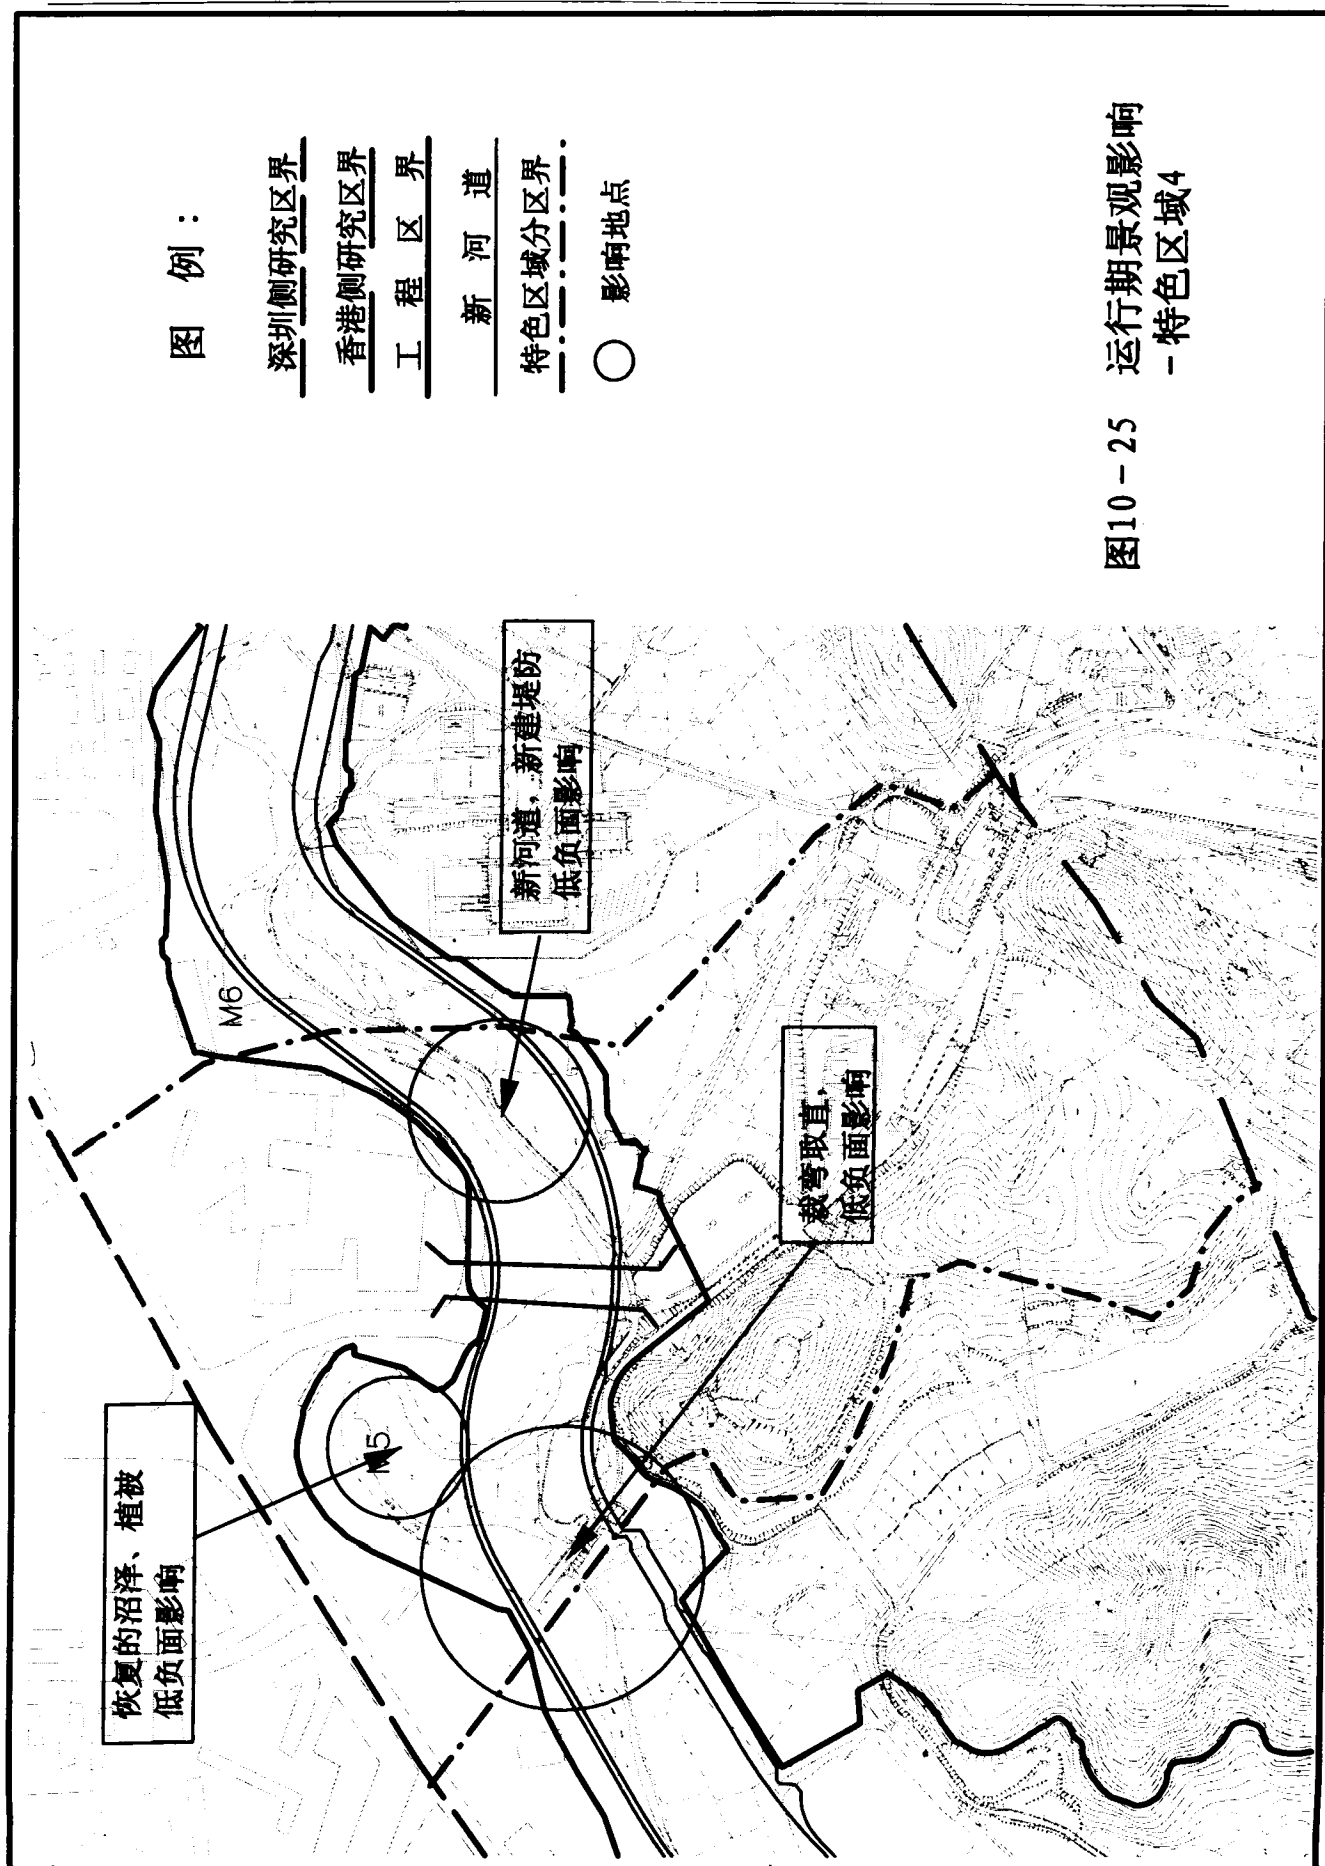 图 例：
深圳侧研究区界
香港侧研究区界
工 程 区 界
新 河 道
特色区域分区界
影响地点
恢复的沼泽、植被
低负面影响
M5
M6
新河道，新建堤防
低负面影响
裁弯取直，
低负面影响
图10-25 运行期景观影响
-特色区域4